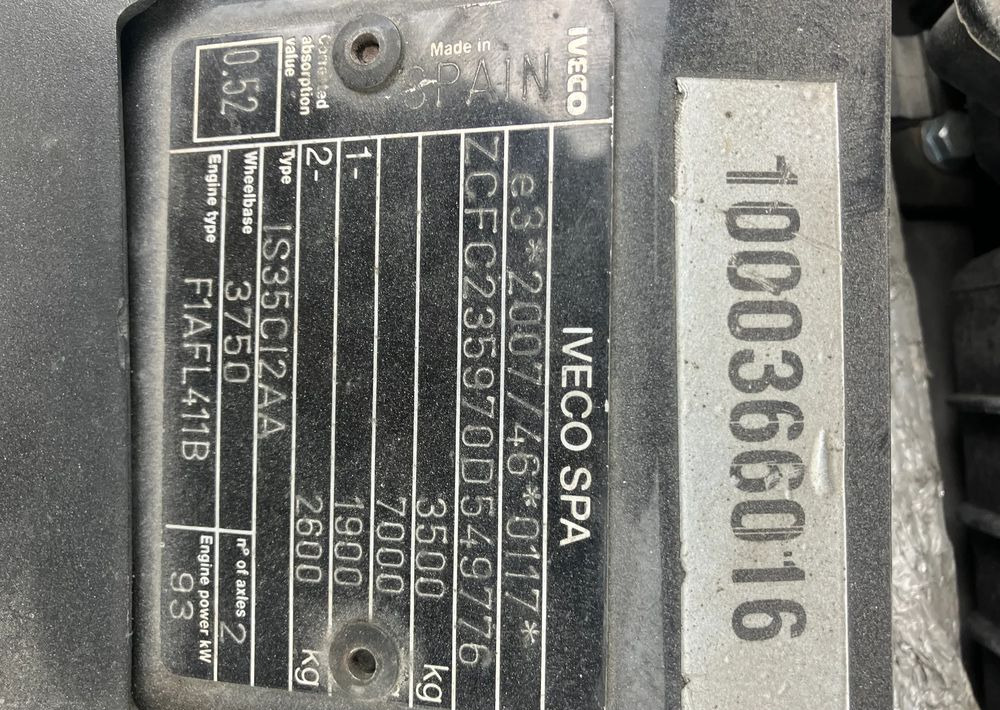 1000366016
IVECO SPA
IVECO
Made in
SPAIN
Corrected
absorption
value
0.52
e3*2007/46*0117*
ZCFC235970D549776
3500 kg
7000
1- 1900
2- 2600 kg
Type IS35CI2AA
Wheelbase 3750 n° of axles 2
Engine type F1AFL411B Engine power kW 93